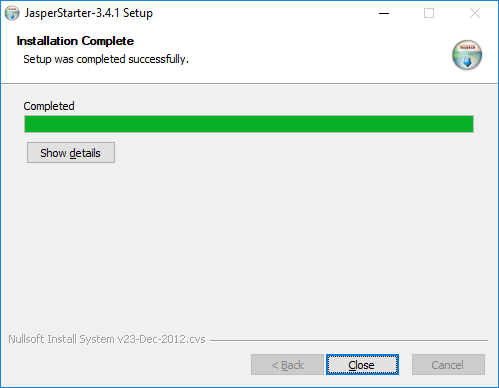 JasperStarter-3.4.1 Setup
Installation Complete
Setup was completed successfully.
Completed
Show details
Nullsoft Install System v23-Dec-2012.cvs
< Back
Close
Cancel